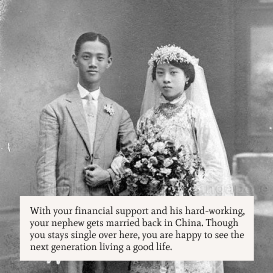 With your financial support and his hard-working,
your nephew gets married back in China. Though
you stays single over here, you are happy to see the
next generation living a good life.